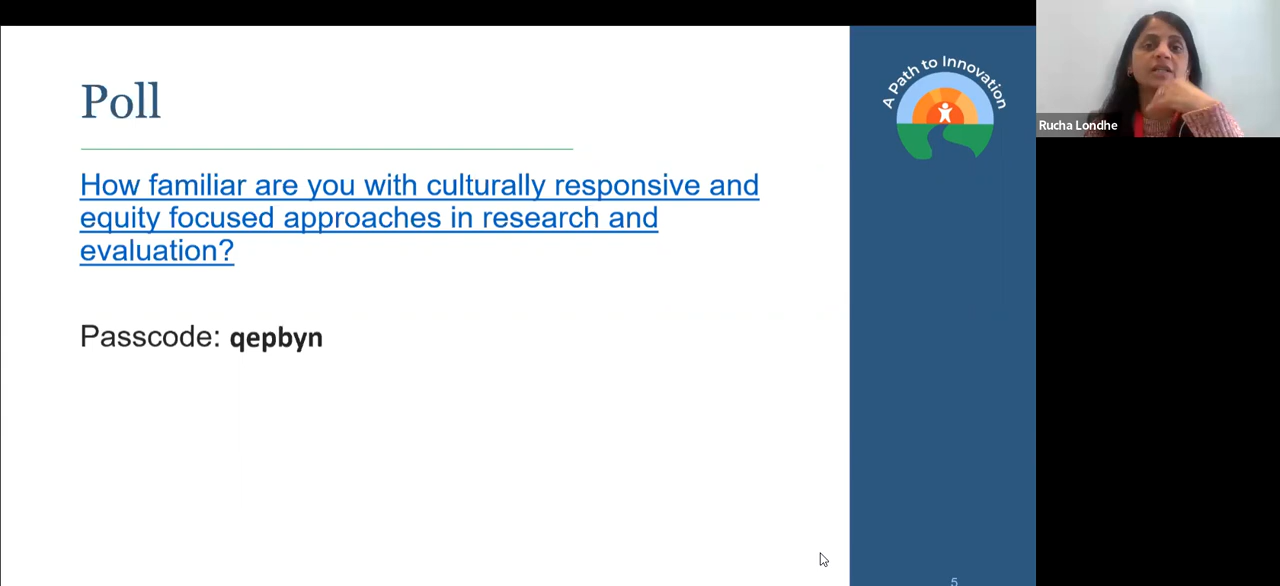 Poll
How familiar are you with culturally responsive and
equity focused approaches in research and
evaluation?
Passcode: qepbyn
A Path to Innovation
Rucha Londhe
5